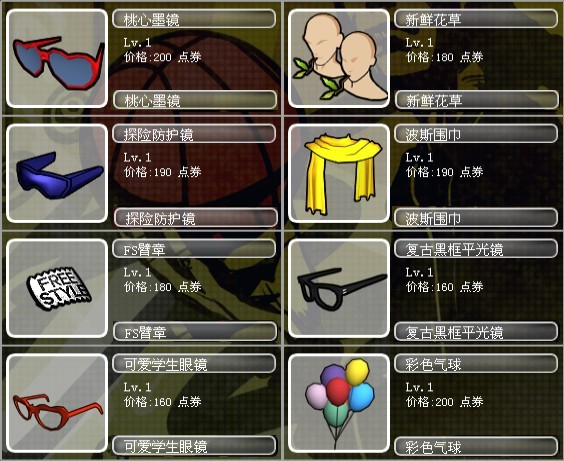 桃心墨镜
Lv.1
价格:200 点券
桃心墨镜
新鲜花草
Lv.1
价格:180 点券
新鲜花草
探险防护镜
Lv.1
价格:190 点券
探险防护镜
波斯围巾
Lv.1
价格:190 点券
波斯围巾
FS臂章
Lv.1
价格:180 点券
FS臂章
FREE
STYLE
复古黑框平光镜
Lv.1
价格:160 点券
复古黑框平光镜
可爱学生眼镜
Lv.1
价格:160 点券
可爱学生眼镜
彩色气球
Lv.1
价格:200 点券
彩色气球